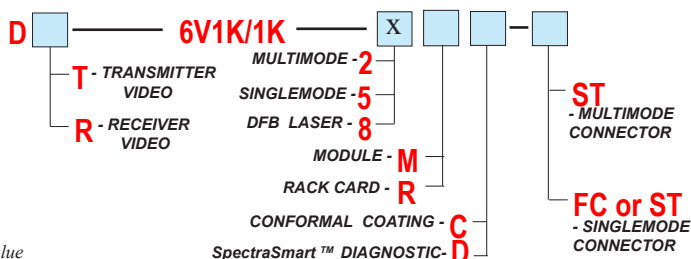 D 6V1K/1K X
T - TRANSMITTER
VIDEO
R - RECEIVER
VIDEO
MULTIMODE - 2
SINGLEMODE - 5
DFB LASER - 8
MODULE - M
RACK CARD - R
CONFORMAL COATING - C
SpectraSmart ™ DIAGNOSTIC- D
ST
- MULTIMODE
CONNECTOR
FC or ST
- SINGLEMODE
CONNECTOR